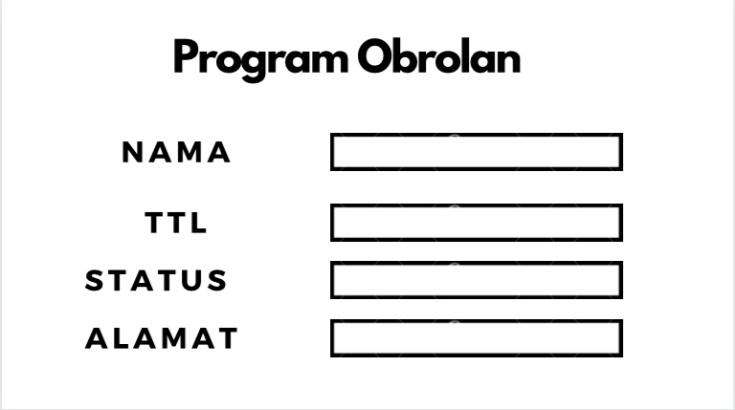 Program Obrolan
NAMA
TTL
STATUS
ALAMAT